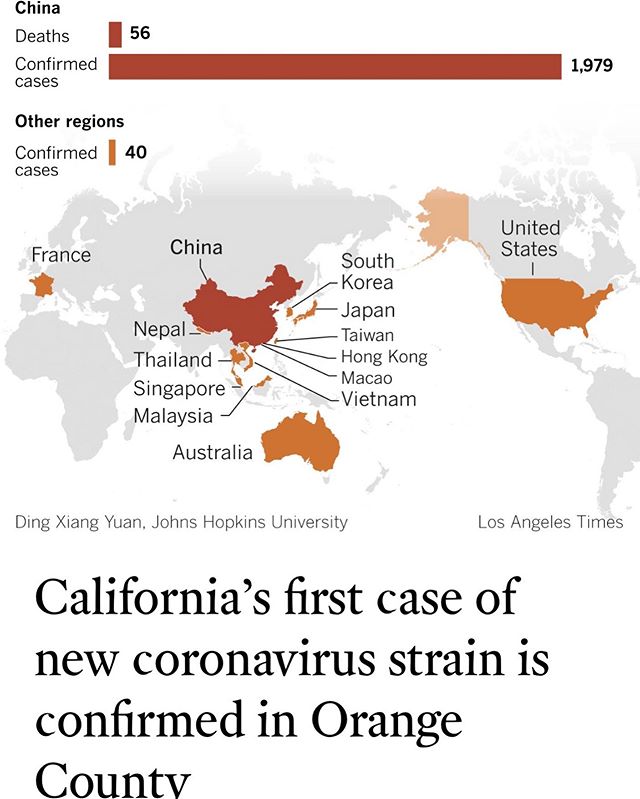 China
Deaths 56
Confirmed cases 1,979
Other regions
Confirmed cases 40
France
China
South Korea
United States
Japan
Nepal
Taiwan
Thailand
Hong Kong
Macao
Singapore
Vietnam
Malaysia
Australia
Ding Xiang Yuan, Johns Hopkins University
Los Angeles Times
California’s first case of
new coronavirus strain is
confirmed in Orange
County